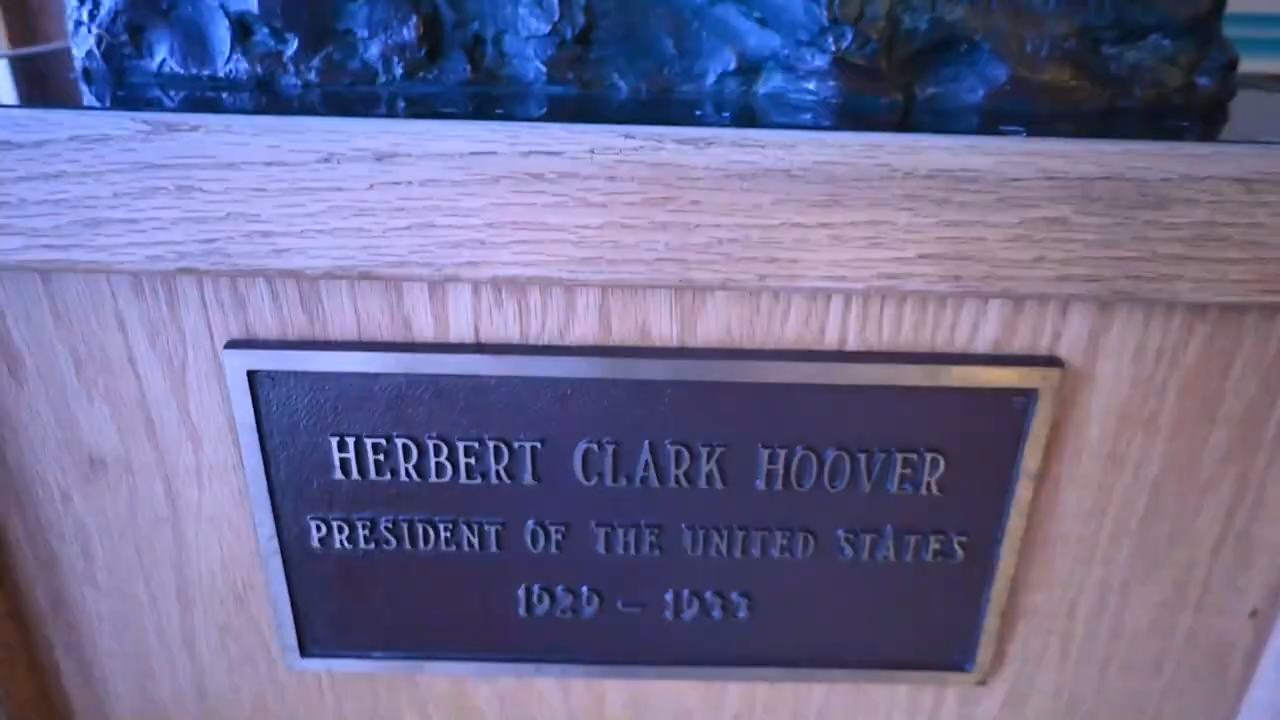 HERBERT CLARK HOOVER
PRESIDENT OF THE UNITED STATES
1929 – 1933